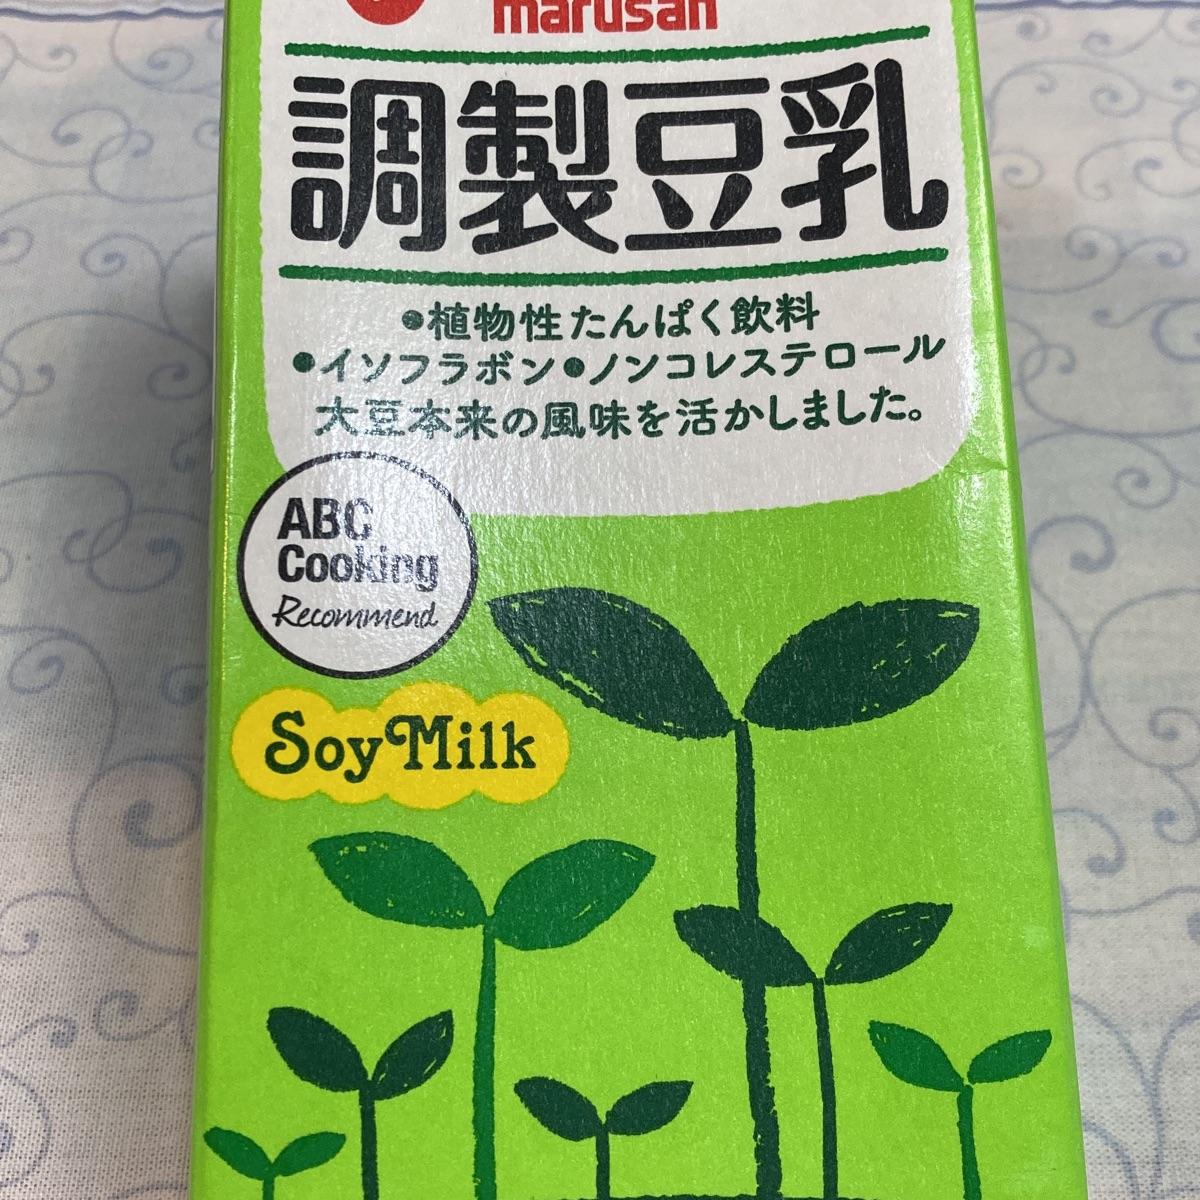 marusan
調製豆乳
●植物性たんぱく飲料
●イソフラボン●ノンコレステロール
大豆本来の風味を活かしました。
ABC
Cooking
Recommend
Soy Milk